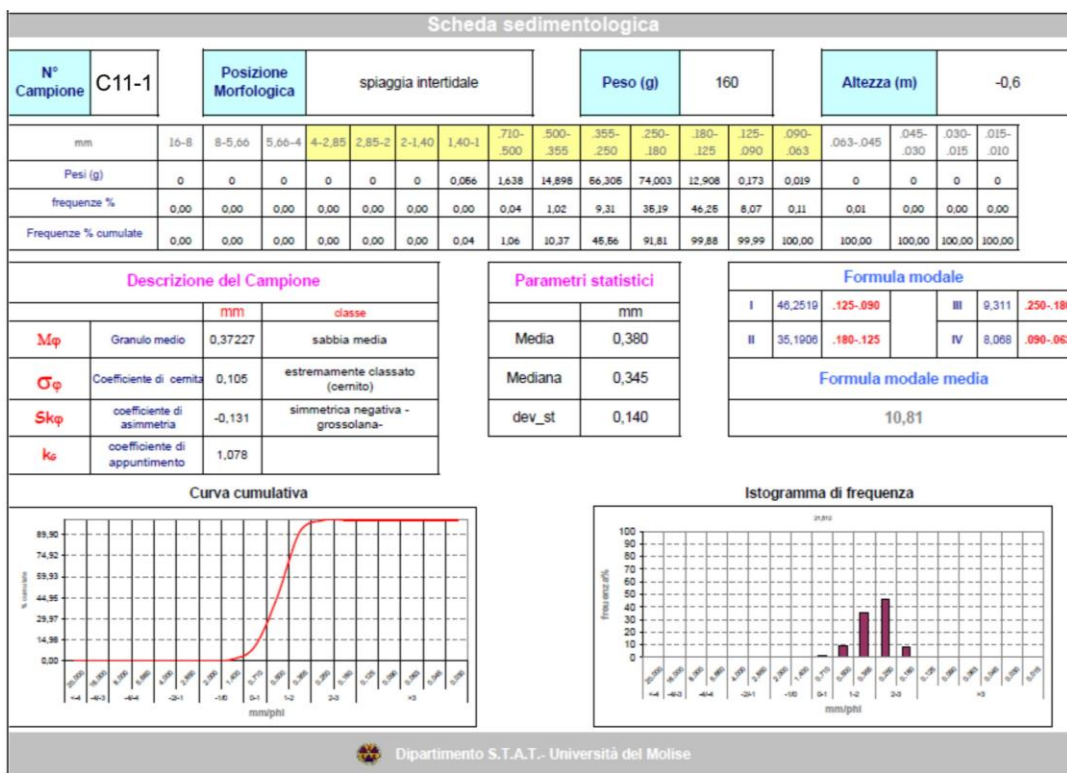 Scheda sedimentologica
N° Campione C11-1 Posizione Morfologica spiaggia intertidale Peso (g) 160 Altezza (m) -0,6
mm 16-8 8-5,66 5,66-4 4-2,85 2,85-2 2-1,40 1,40-1 .710-.500 .500-.355 .355-.250 .250-.180 .180-.125 .125-.090 .090-.063 .063-.045 .045-.030 .030-.015 .015-.010
Pesi (g) 0 0 0 0 0 0 0,056 1,638 14,898 56,305 74,003 12,908 0,173 0,019 0 0 0 0
frequenze % 0,00 0,00 0,00 0,00 0,00 0,00 0,00 0,04 1,02 9,31 35,19 46,25 8,07 0,11 0,01 0,00 0,00 0,00
Frequenze % cumulate 0,00 0,00 0,00 0,00 0,00 0,00 0,04 1,06 10,37 45,56 91,81 99,88 99,99 100,00 100,00 100,00 100,00 100,00
Descrizione del Campione
mm classe
Mφ Granulo medio 0,37227 sabbia media
σφ Coefficiente di cernita 0,105 estremamente classato (cernito)
Skφ coefficiente di asimmetria -0,131 simmetrica negativa - grossolana-
kG coefficiente di appuntimento 1,078
Parametri statistici
mm
Media 0,380
Mediana 0,345
dev_st 0,140
Formula modale
I 46,2519 .125-.090 III 9,311 .250-.180
II 35,1906 .180-.125 IV 8,068 .090-.063
Formula modale media
10,81
Curva cumulativa
% cumulate
89,90
74,92
59,93
44,95
29,97
14,98
0,00
mm/phi
Istogramma di frequenza
frequenza%
100
90
80
70
60
50
40
30
20
10
0
mm/phi
Dipartimento S.T.A.T.- Università del Molise